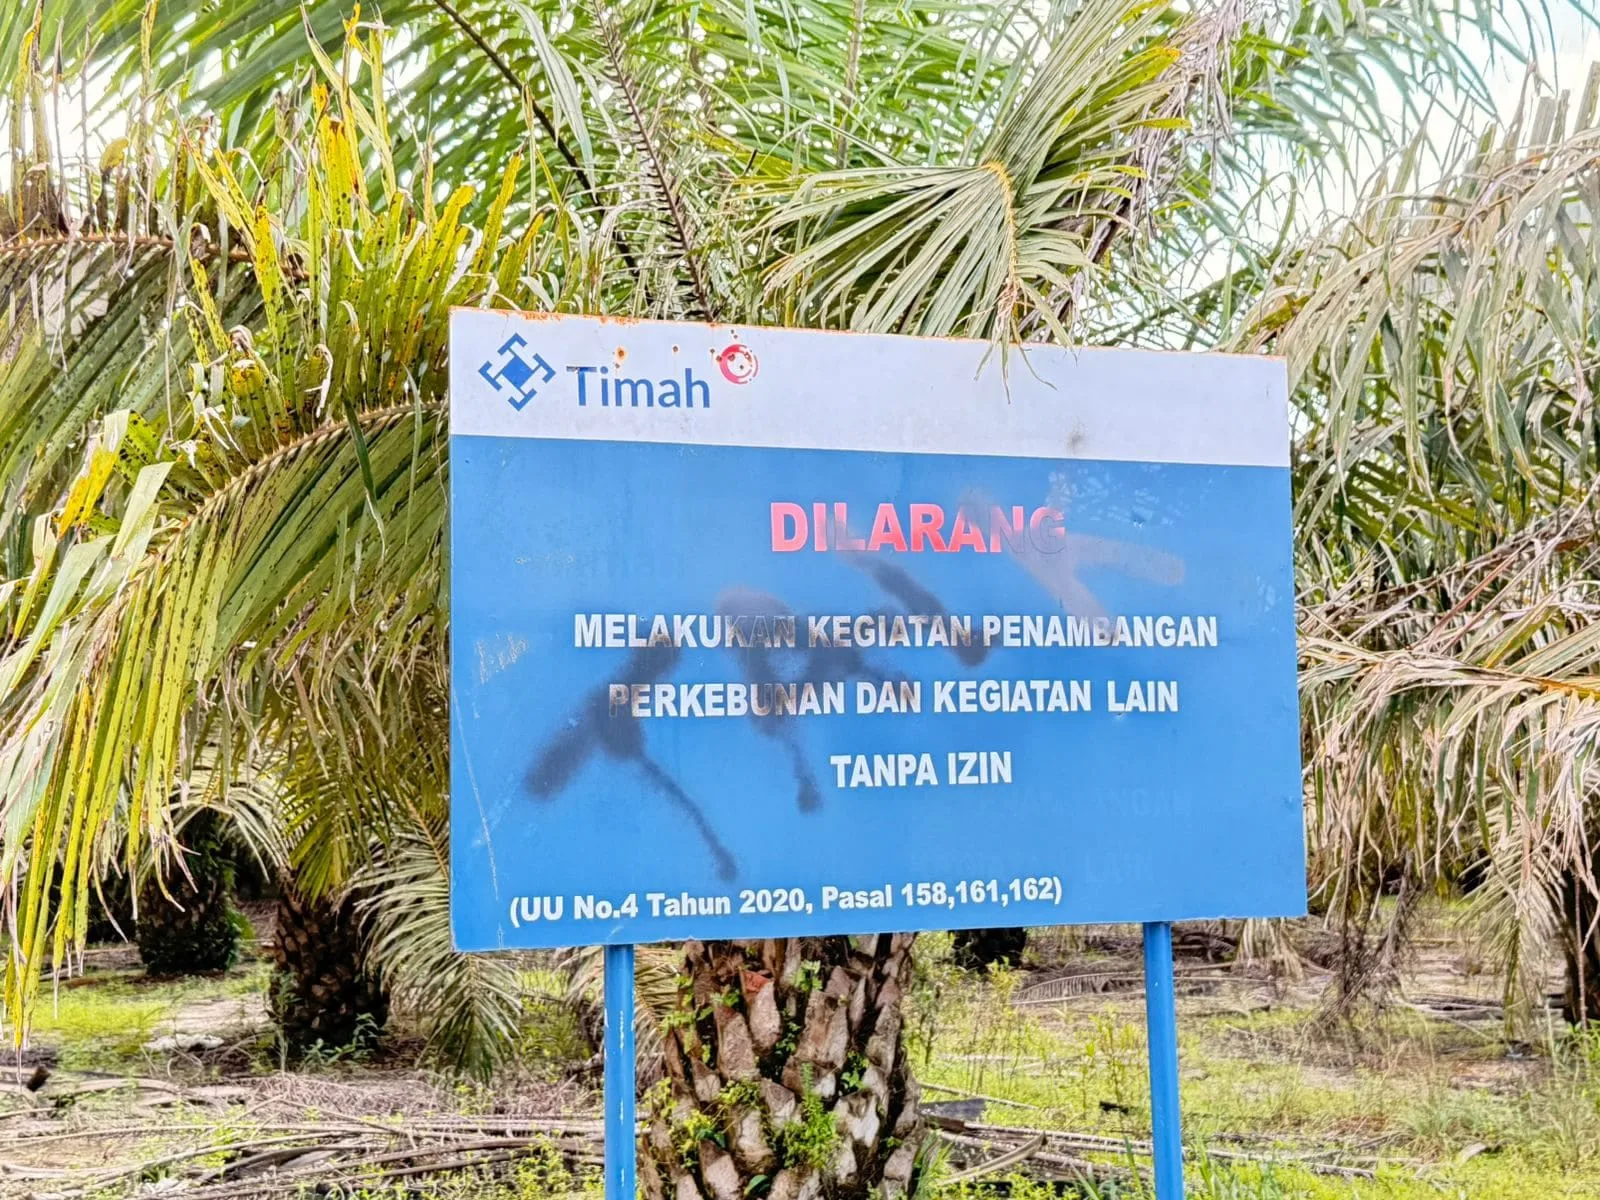 Timah
DILARANG
MELAKUKAN KEGIATAN PENAMBANGAN
PERKEBUNAN DAN KEGIATAN LAIN
TANPA IZIN
(UU No.4 Tahun 2020, Pasal 158,161,162)